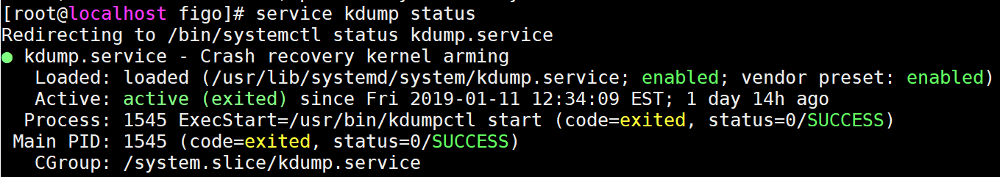 [root@localhost figo]# service kdump status
Redirecting to /bin/systemctl status kdump.service
● kdump.service - Crash recovery kernel arming
   Loaded: loaded (/usr/lib/systemd/system/kdump.service; enabled; vendor preset: enabled)
   Active: active (exited) since Fri 2019-01-11 12:34:09 EST; 1 day 14h ago
  Process: 1545 ExecStart=/usr/bin/kdumpctl start (code=exited, status=0/SUCCESS)
 Main PID: 1545 (code=exited, status=0/SUCCESS)
   CGroup: /system.slice/kdump.service